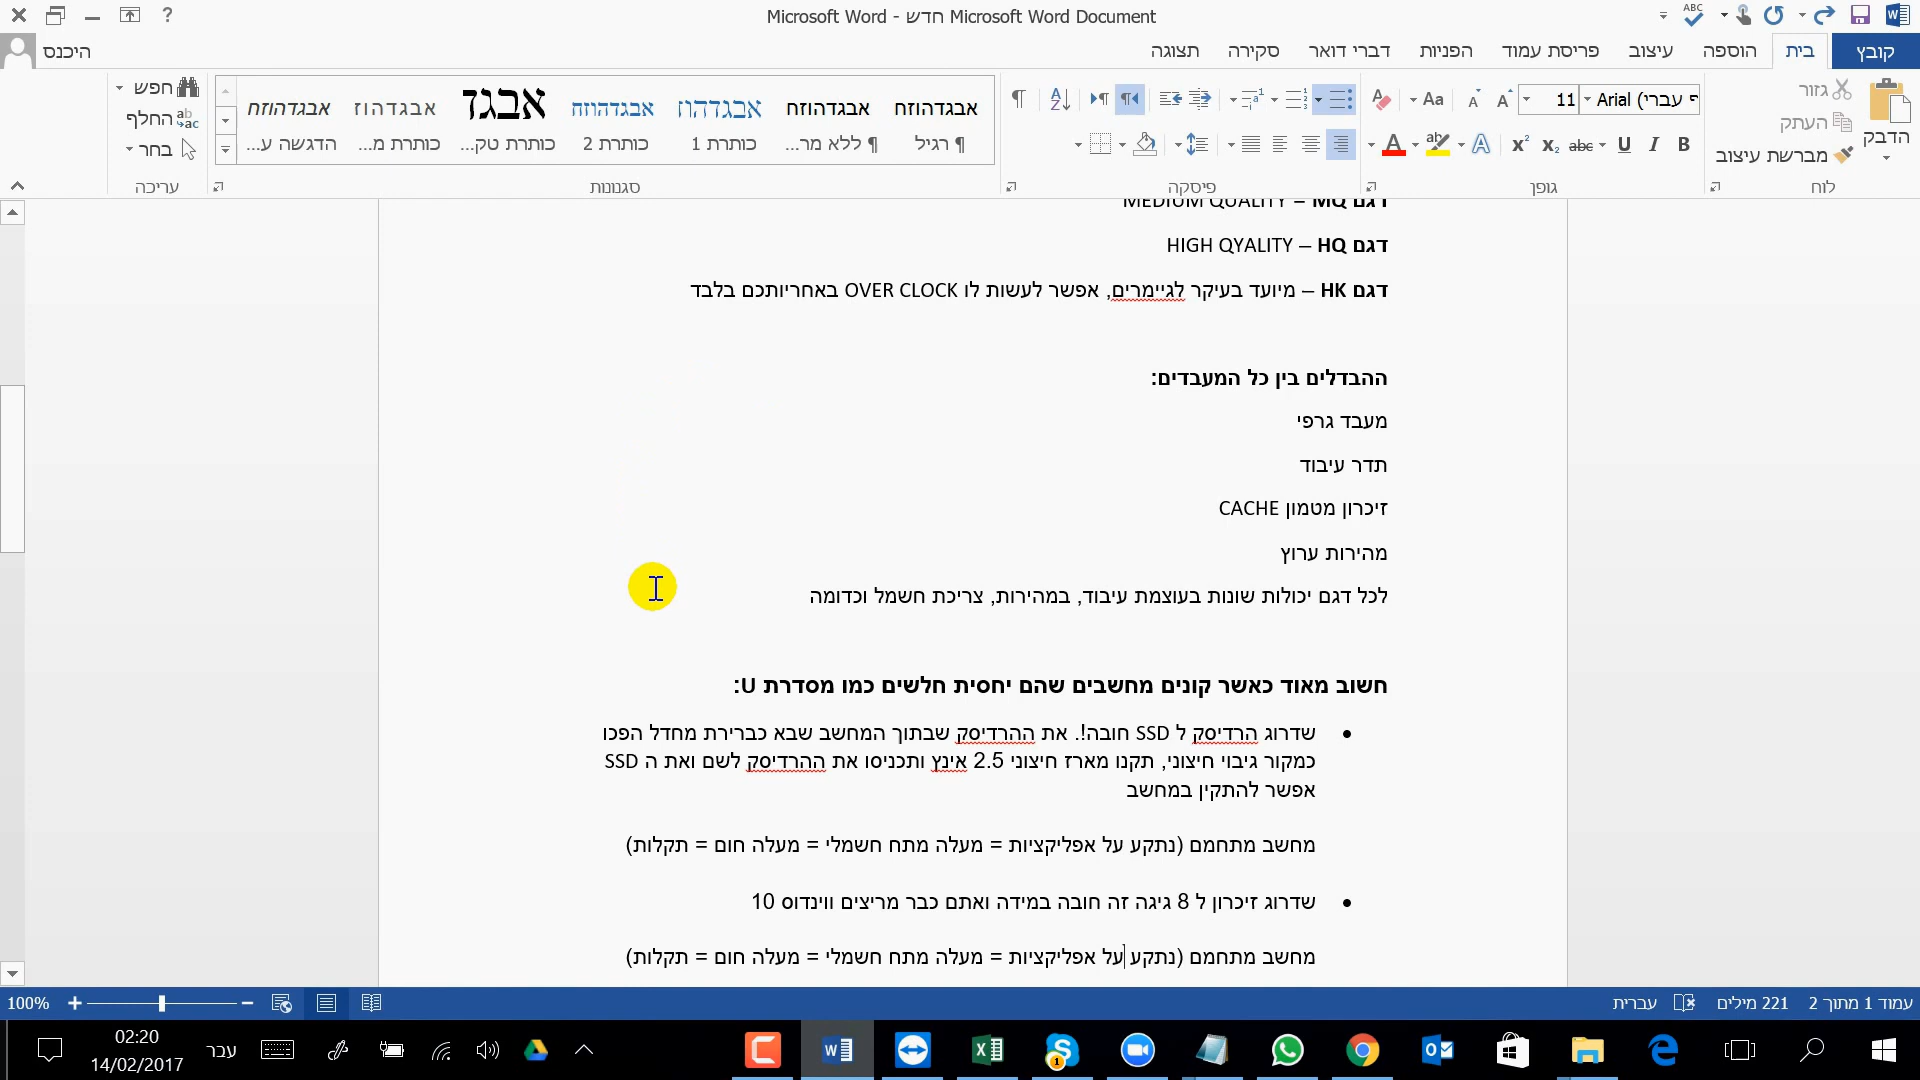 Microsoft Word Document חדש - Microsoft Word
היכנס
קובץ בית הוספה עיצוב פריסת עמוד הפניות דברי דואר סקירה תצוגה
הדבק
גזור
העתק
מברשת עיצוב
לוח
11
Aa
B I U abc X₂ X² A A
גופן
פיסקה
אבגדהוזח אבגדהוזח אבגדהוז אבגדהוזח אבגד אבגדהוז אבגדהוזח
¶ רגיל ¶ ללא מר... כותרת 1 כותרת 2 כותרת טק... כותרת מ... הדגשה ע...
סגנונות
חפש
החלף
בחר
עריכה
דגם MQ – MEDIUM QUALITY
דגם HQ – HIGH QYALITY
דגם HK – מיועד בעיקר לגיימרים, אפשר לעשות לו OVER CLOCK באחריותכם בלבד
ההבדלים בין כל המעבדים:
מעבד גרפי
תדר עיבוד
זיכרון מטמון CACHE
מהירות ערוץ
לכל דגם יכולות שונות בעוצמת עיבוד, במהירות, צריכת חשמל וכדומה
חשוב מאוד כאשר קונים מחשבים שהם יחסית חלשים כמו מסדרת U:
• שדרוג הרדיסק ל SSD חובה!. את ההרדיסק שבתוך המחשב שבא כברירת מחדל הפכו
כמקור גיבוי חיצוני, תקנו מארז חיצוני 2.5 אינץ ותכניסו את ההרדיסק לשם ואת ה SSD
אפשר להתקין במחשב
מחשב מתחמם (נתקע על אפליקציות = מעלה מתח חשמלי = מעלה חום = תקלות)
• שדרוג זיכרון ל 8 גיגה זה חובה במידה ואתם כבר מריצים ווינדוס 10
מחשב מתחמם (נתקע על אפליקציות = מעלה מתח חשמלי = מעלה חום = תקלות)
עמוד 1 מתוך 2 221 מילים עברית
100%
עבר
02:20
14/02/2017